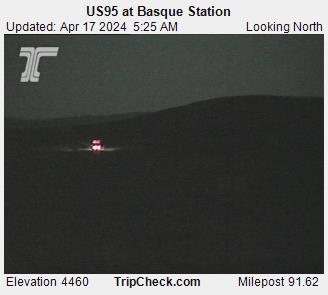 US95 at Basque Station
Updated: Apr 17 2024 5:25 AM Looking North
Elevation 4460 TripCheck.com Milepost 91.62